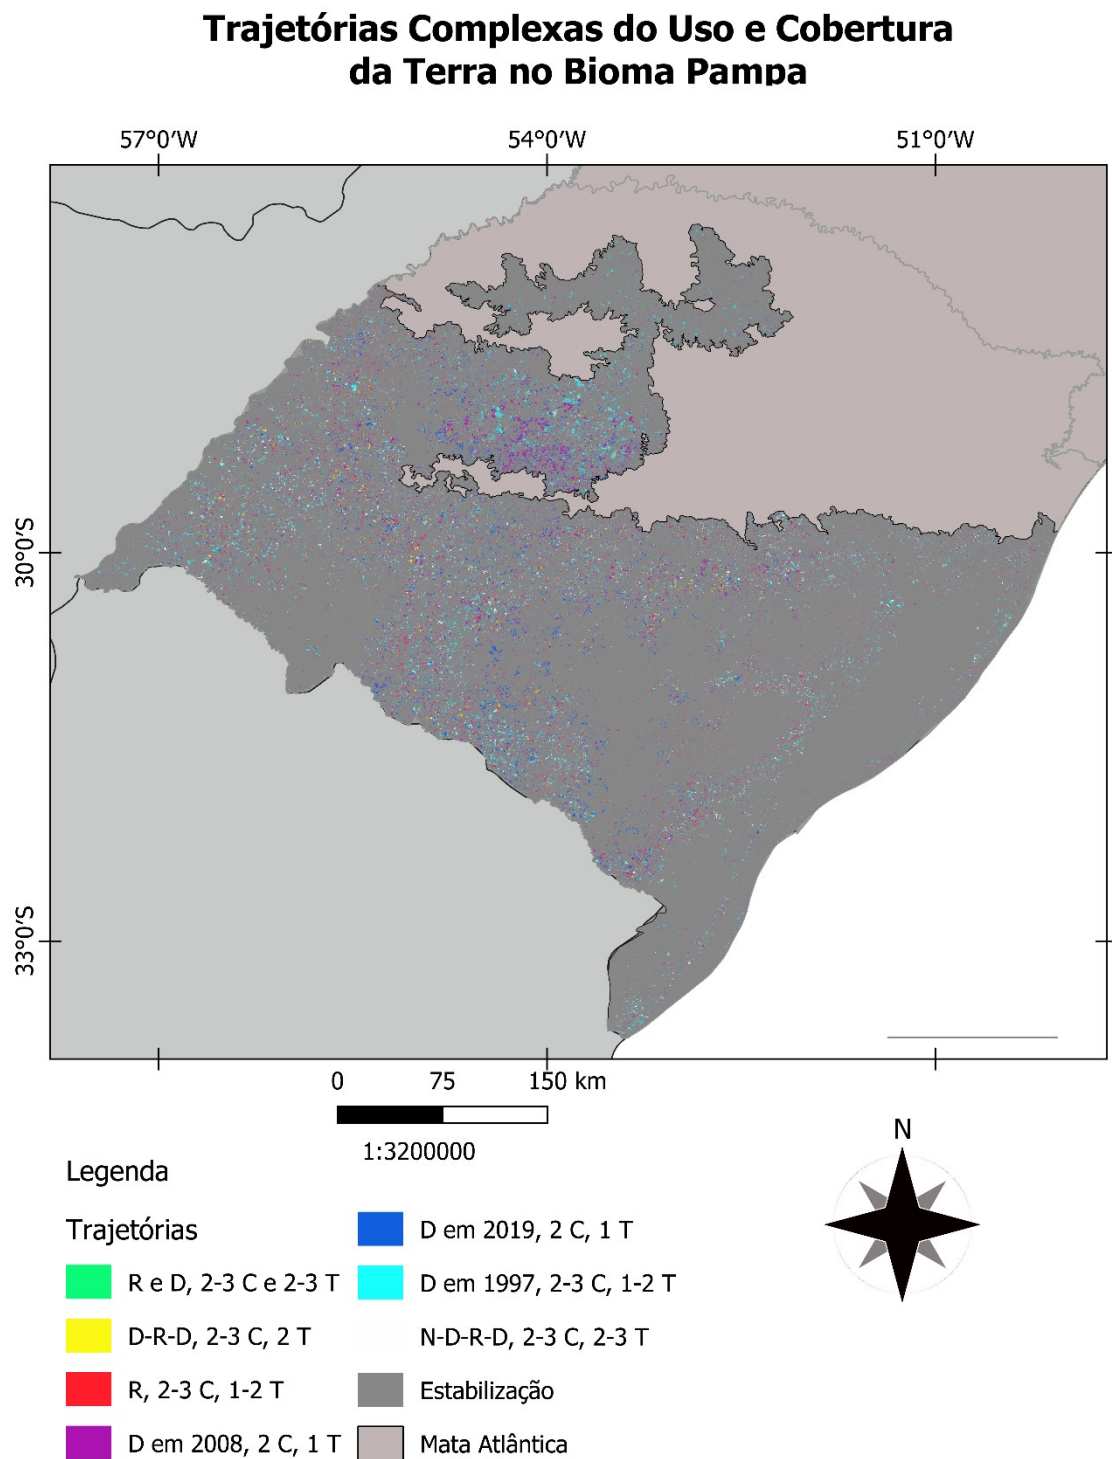 Trajetórias Complexas do Uso e Cobertura
da Terra no Bioma Pampa
57°0′W
54°0′W
51°0′W
30°0′S
33°0′S
0
75
150 km
1:3200000
N
Legenda
Trajetórias
R e D, 2-3 C e 2-3 T
D-R-D, 2-3 C, 2 T
R, 2-3 C, 1-2 T
D em 2008, 2 C, 1 T
D em 2019, 2 C, 1 T
D em 1997, 2-3 C, 1-2 T
N-D-R-D, 2-3 C, 2-3 T
Estabilização
Mata Atlântica